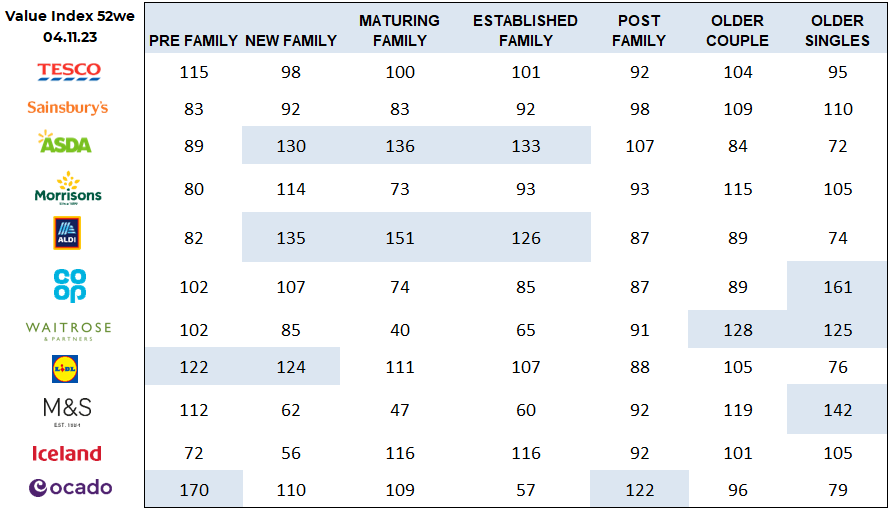 Value Index 52we
04.11.23
PRE FAMILY NEW FAMILY MATURING FAMILY ESTABLISHED FAMILY POST FAMILY OLDER COUPLE OLDER SINGLES
TESCO 115 98 100 101 92 104 95
Sainsbury's 83 92 83 92 98 109 110
ASDA 89 130 136 133 107 84 72
Morrisons 80 114 73 93 93 115 105
Since 1899
ALDI 82 135 151 126 87 89 74
CO OP 102 107 74 85 87 89 161
WAITROSE 102 85 40 65 91 128 125
& PARTNERS
LIDL 122 124 111 107 88 105 76
M&S 112 62 47 60 92 119 142
EST. 1884
Iceland 72 56 116 116 92 101 105
ocado 170 110 109 57 122 96 79